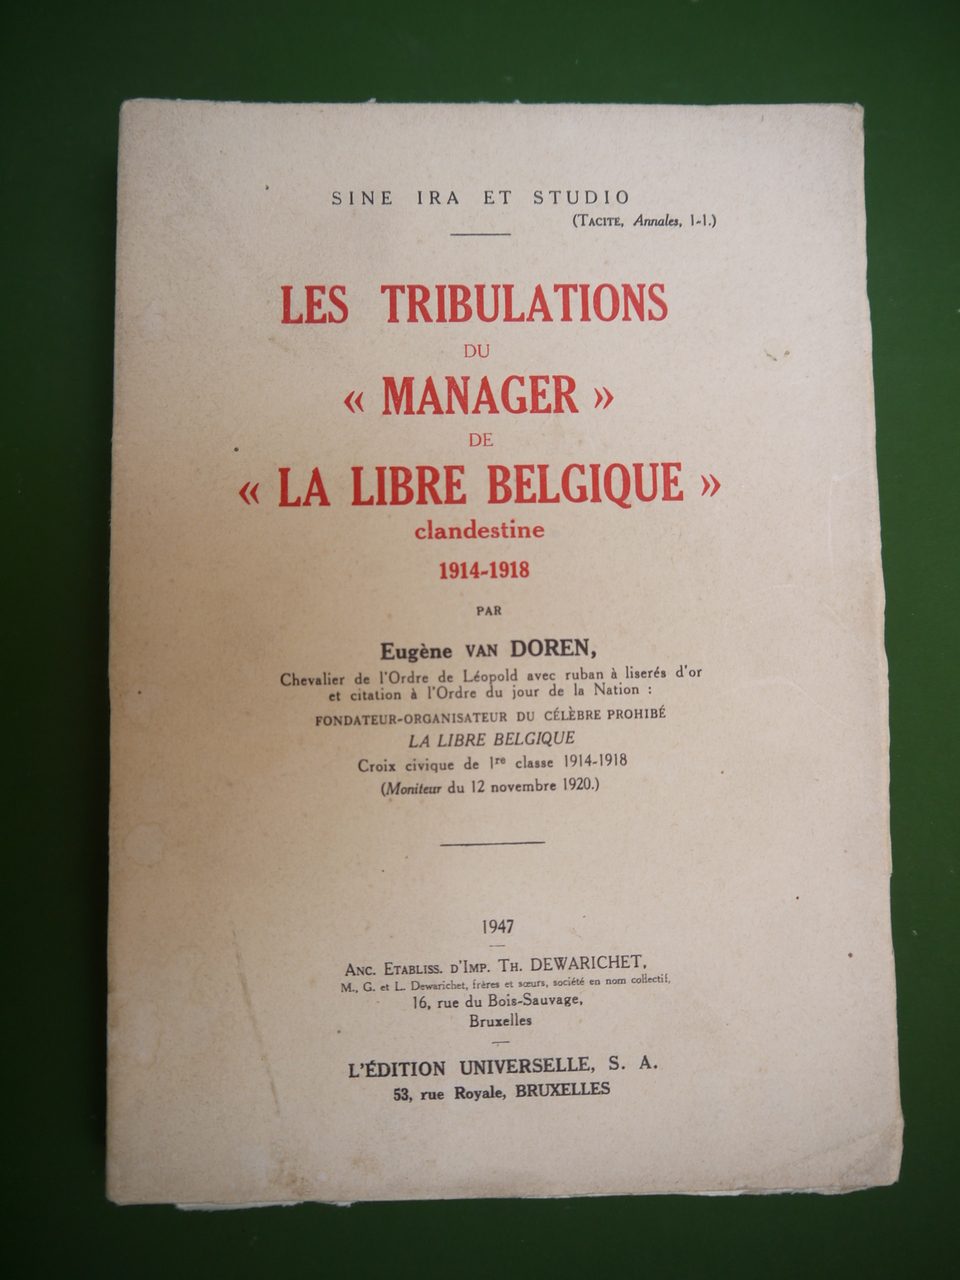 SINE IRA ET STUDIO
(TACITE, Annales, 1-1.)
LES TRIBULATIONS
DU
« MANAGER »
DE
« LA LIBRE BELGIQUE »
clandestine
1914-1918
PAR
Eugène VAN DOREN,
Chevalier de l'Ordre de Léopold avec ruban à liserés d'or
et citation à l'Ordre du jour de la Nation :
FONDATEUR-ORGANISATEUR DU CÉLÈBRE PROHIBÉ
LA LIBRE BELGIQUE
Croix civique de 1re classe 1914-1918
(Moniteur du 12 novembre 1920.)
1947
ANC. ETABLISS. D'IMP. TH. DEWARICHET,
M., G. et L. Dewarichet, frères et sœurs, société en nom collectif,
16, rue du Bois-Sauvage,
Bruxelles
L'ÉDITION UNIVERSELLE, S. A.
53, rue Royale, BRUXELLES